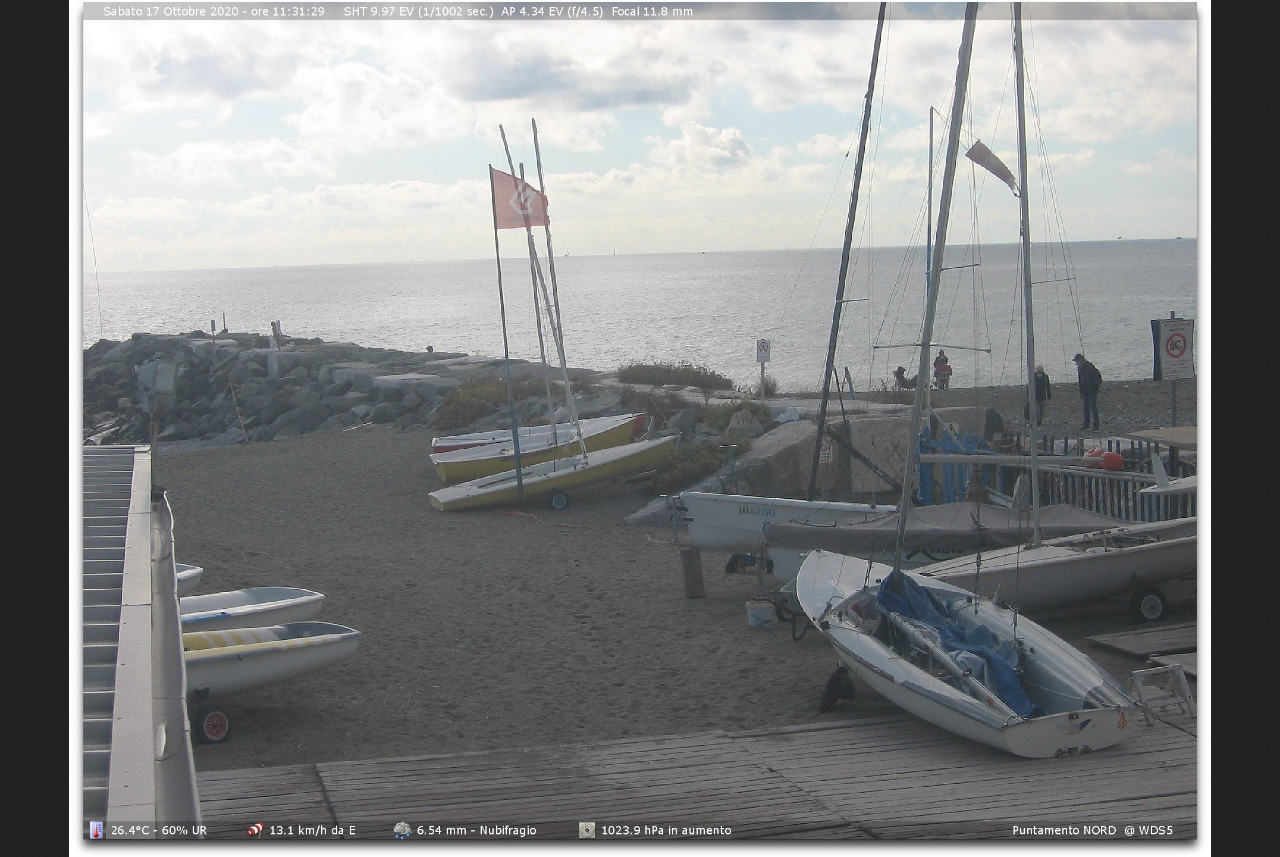 Sabato 17 Ottobre 2020 - ore 11:31:29 SHT 9.97 EV (1/1002 sec.) AP 4.34 EV (f/4.5) Focal 11.8 mm
26.4°C - 60% UR 13.1 km/h da E 6.54 mm - Nubifragio 1023.9 hPa in aumento Puntamento NORD @ WDS5